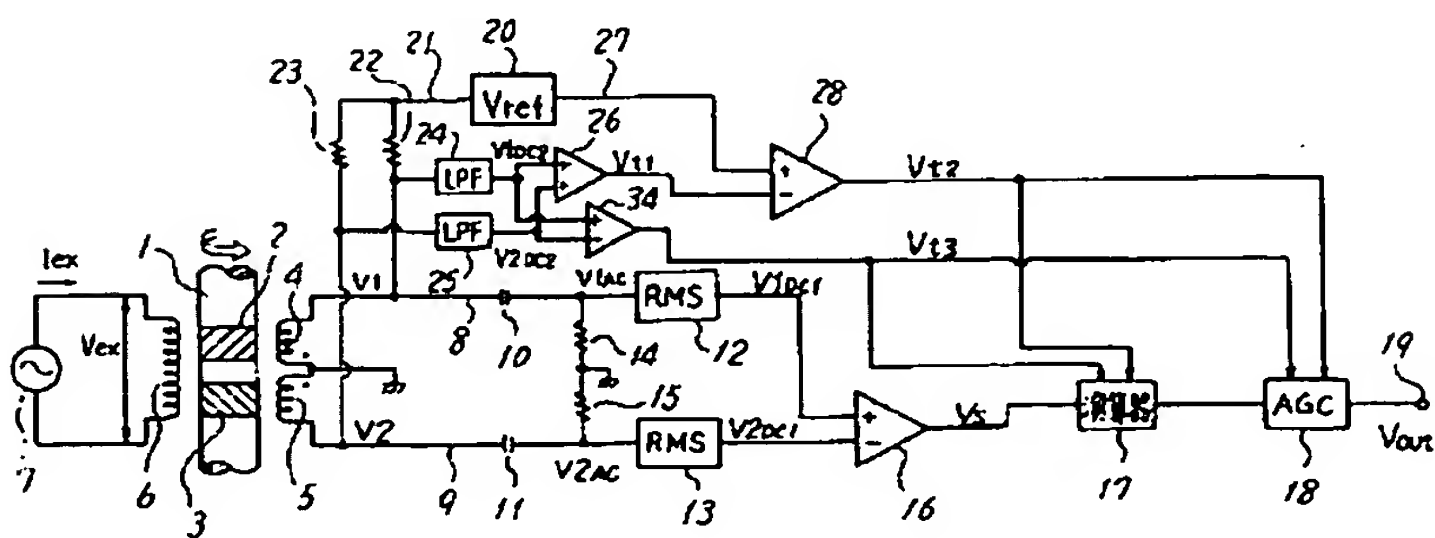 21 20 27
23 22 Vref 28
24 26
LPF V1DC2 Vt1 Vt2
34
LPF
V2DC2 Vt3
25
Iex 1 ε 2 4
V1 8 10 V1AC RMS V1DC1
12
14
Vex 15
19
7 6 3 5
V2 9 11 V2AC RMS V2DC1 Vs AGC
13 16 17 18 Vout